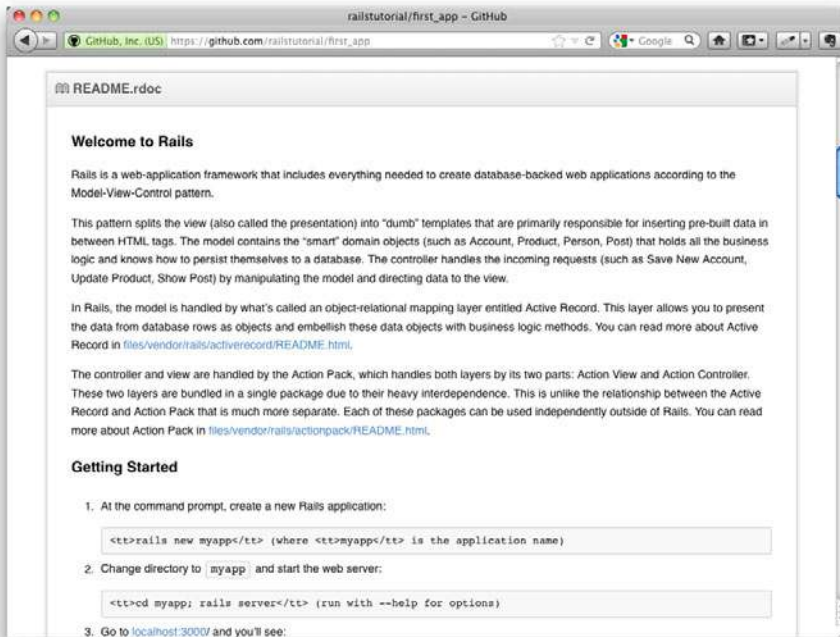 railstutorial/first_app – GitHub
GitHub, Inc. (US) https://github.com/railstutorial/first_app
Google
README.rdoc
Welcome to Rails
Rails is a web-application framework that includes everything needed to create database-backed web applications according to the
Model-View-Control pattern.
This pattern splits the view (also called the presentation) into “dumb” templates that are primarily responsible for inserting pre-built data in
between HTML tags. The model contains the “smart” domain objects (such as Account, Product, Person, Post) that holds all the business
logic and knows how to persist themselves to a database. The controller handles the incoming requests (such as Save New Account,
Update Product, Show Post) by manipulating the model and directing data to the view.
In Rails, the model is handled by what’s called an object-relational mapping layer entitled Active Record. This layer allows you to present
the data from database rows as objects and embellish these data objects with business logic methods. You can read more about Active
Record in files/vendor/rails/activerecord/README.html.
The controller and view are handled by the Action Pack, which handles both layers by its two parts: Action View and Action Controller.
These two layers are bundled in a single package due to their heavy interdependence. This is unlike the relationship between the Active
Record and Action Pack that is much more separate. Each of these packages can be used independently outside of Rails. You can read
more about Action Pack in files/vendor/rails/actionpack/README.html.
Getting Started
1. At the command prompt, create a new Rails application:
<tt>rails new myapp</tt> (where <tt>myapp</tt> is the application name)
2. Change directory to myapp and start the web server:
<tt>cd myapp; rails server</tt> (run with --help for options)
3. Go to localhost:3000/ and you’ll see: